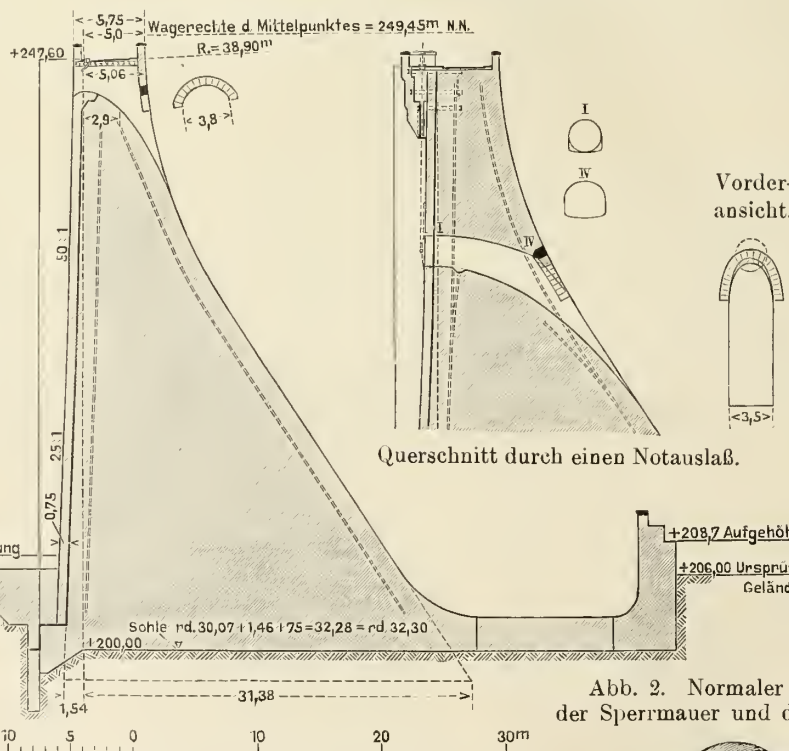 5,75
5,0
Wagerechte d. Mittelpunktes = 249,45m N.N.
R.= 38,90m
+247,60
5,06
3,8
2,9
I
IV
Vorder-
ansicht.
I
IV
50:1
3,5
Querschnitt durch einen Notauslaß.
25:1
0,75
+208,7 Aufgehöh
+206,00 Ursprü
Gelän
ung
Sohle rd. 30,07+1,46+75=32,28=rd 32,30
+200,00
31,38
1,54
Abb. 2. Normaler
der Sperrmauer und d
10 5 0 10 20 30m